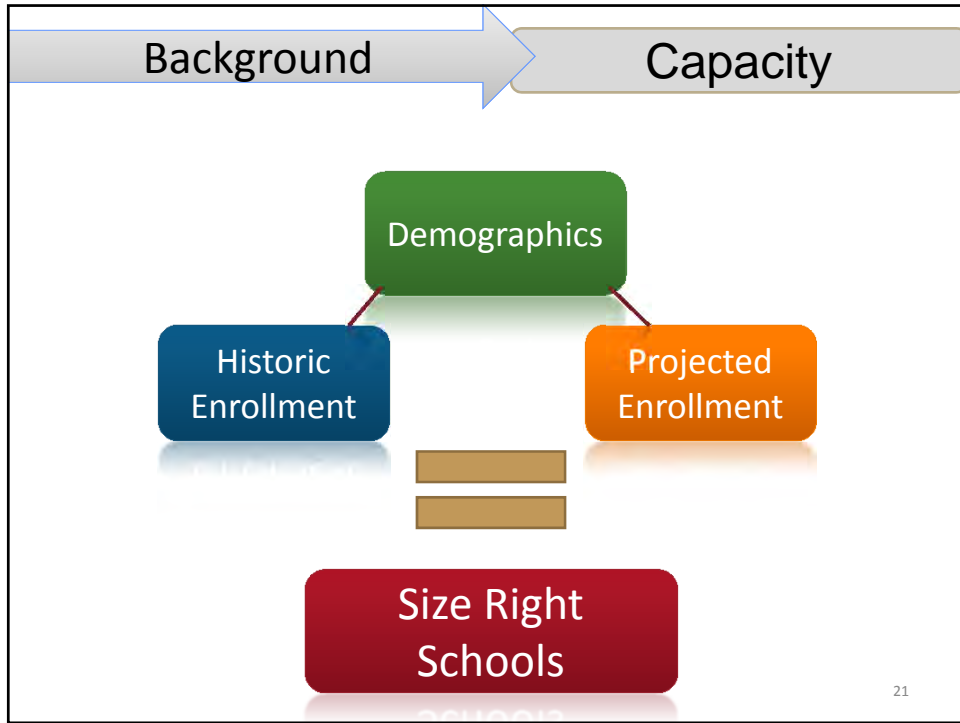 Background
Capacity
Demographics
Historic
Enrollment
Projected
Enrollment
Size Right
Schools
21